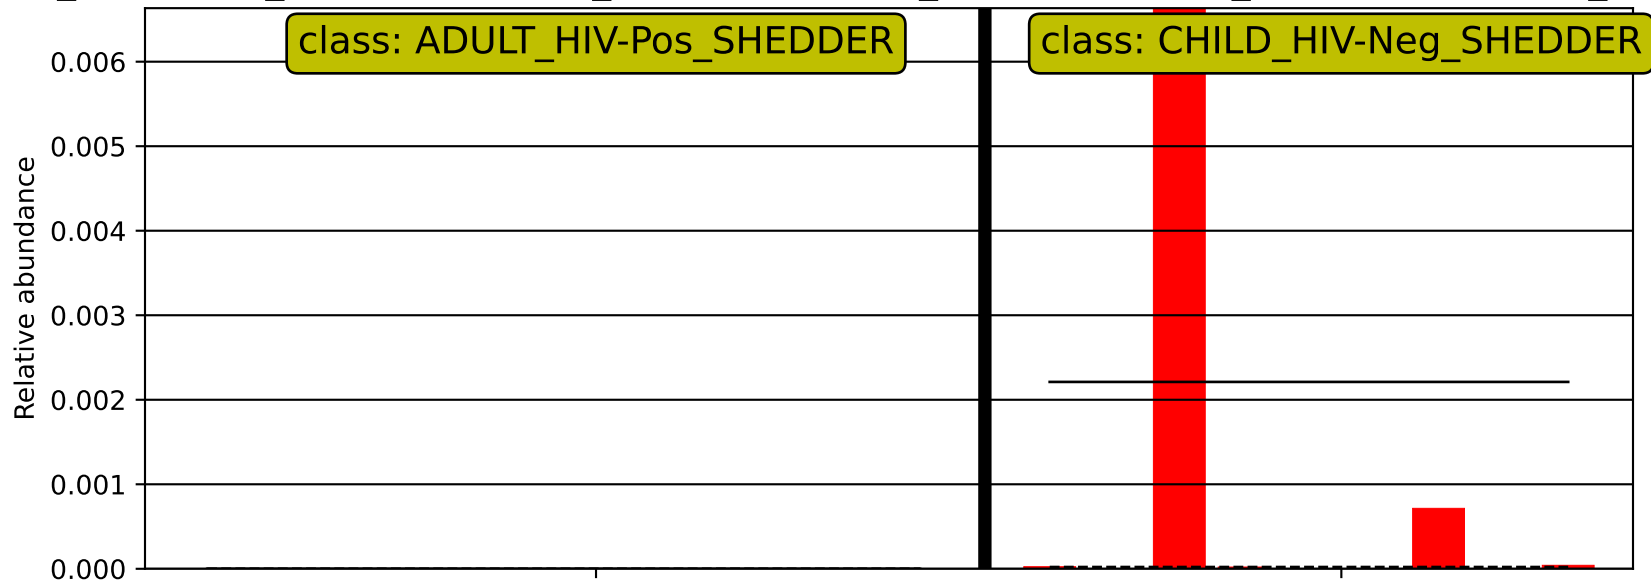 class: ADULT_HIV-Pos_SHEDDER
class: CHILD_HIV-Neg_SHEDDER
Relative abundance
0.006
0.005
0.004
0.003
0.002
0.001
0.000